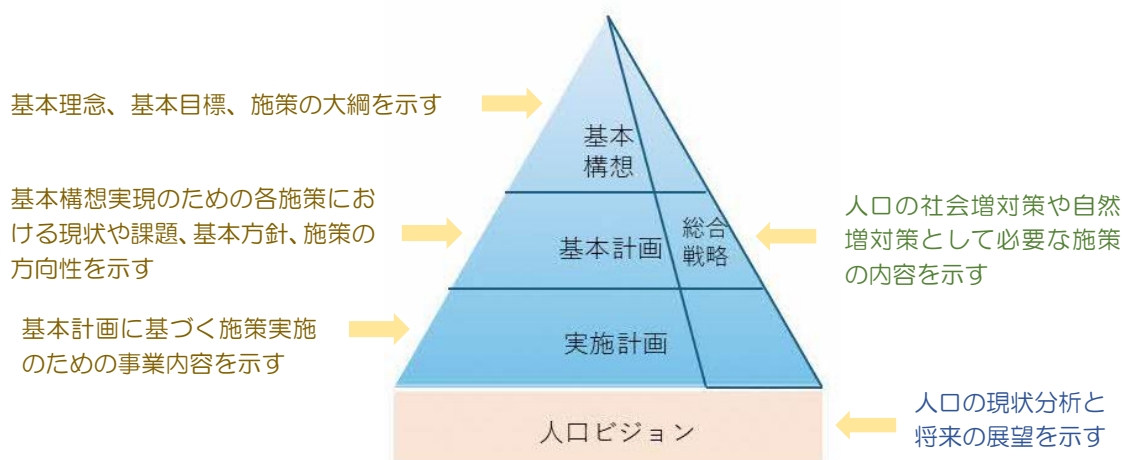 基本理念、基本目標、施策の大綱を示す
基本
構想
基本構想実現のための各施策にお
ける現状や課題、基本方針、施策の
方向性を示す
基本計画
総合
戦略
人口の社会増対策や自然
増対策として必要な施策
の内容を示す
基本計画に基づく施策実施
のための事業内容を示す
実施計画
人口ビジョン
人口の現状分析と
将来の展望を示す